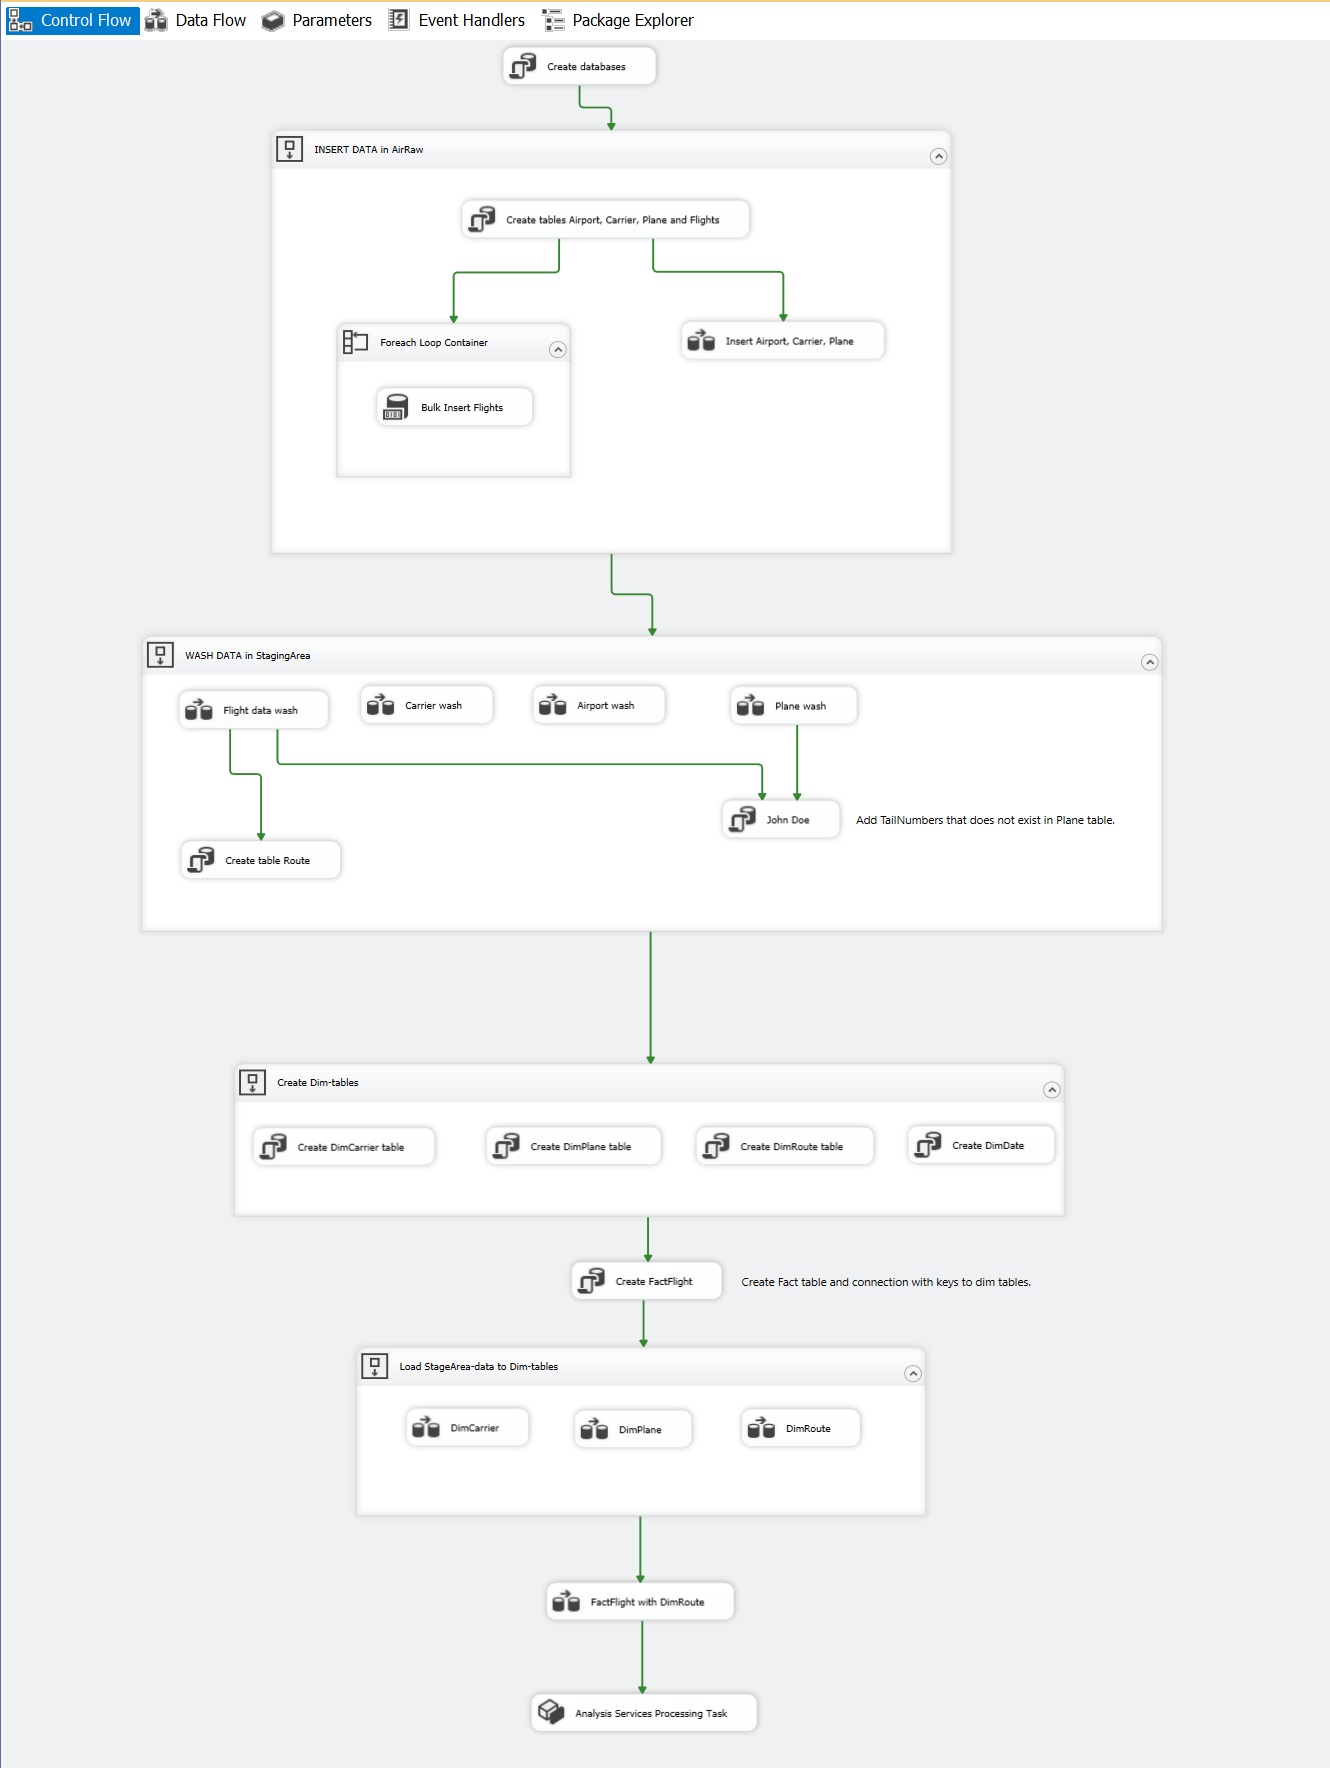 Control Flow
Data Flow
Parameters
Event Handlers
Package Explorer
Create databases
INSERT DATA in AirRaw
Create tables Airport, Carrier, Plane and Flights
Foreach Loop Container
Insert Airport, Carrier, Plane
Bulk Insert Flights
WASH DATA in StagingArea
Flight data wash
Carrier wash
Airport wash
Plane wash
John Doe
Add TailNumbers that does not exist in Plane table.
Create table Route
Create Dim-tables
Create DimCarrier table
Create DimPlane table
Create DimRoute table
Create DimDate
Create FactFlight
Create Fact table and connection with keys to dim tables.
Load StageArea-data to Dim-tables
DimCarrier
DimPlane
DimRoute
FactFlight with DimRoute
Analysis Services Processing Task